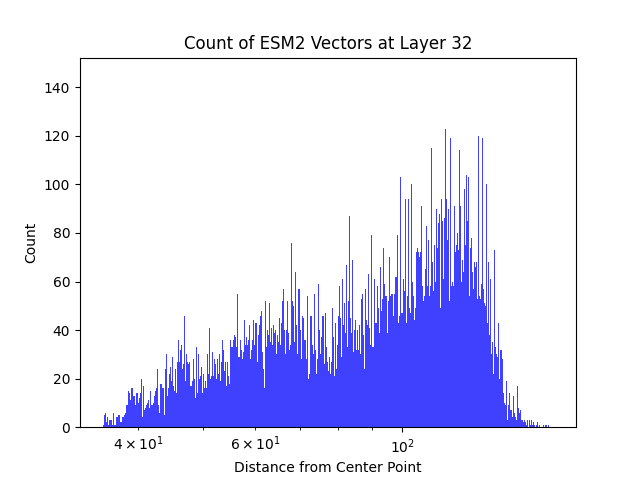 Count of ESM2 Vectors at Layer 32
140
120
100
80
60
40
20
0
Count
4 × 10¹
6 × 10¹
10²
Distance from Center Point